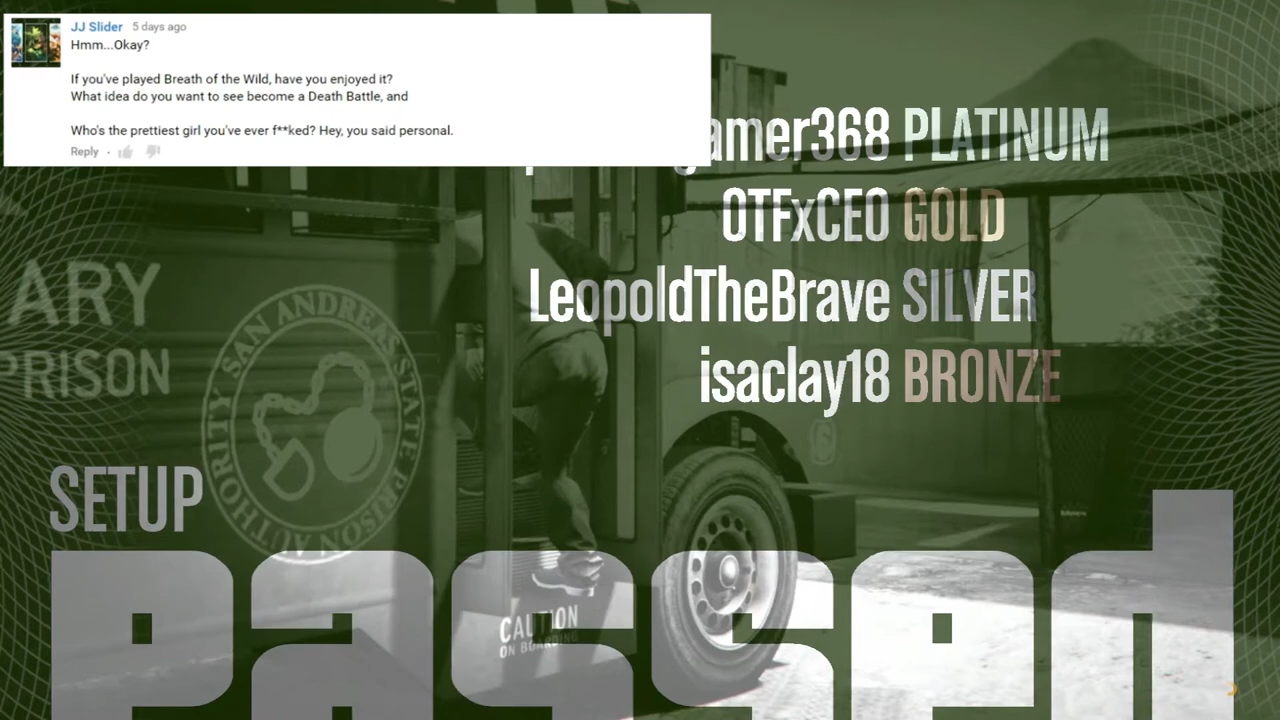 JJ Slider 5 days ago
Hmm...Okay?
If you've played Breath of the Wild, have you enjoyed it?
What idea do you want to see become a Death Battle, and
Who's the prettiest girl you've ever f**ked? Hey, you said personal.
Reply
amer368 PLATINUM
OTFxCEO GOLD
LeopoldTheBrave SILVER
isaclay18 BRONZE
ARY
PRISON
SAN ANDREAS STATE PRISON AUTHORITY
SETUP
CAUTION
ON BOARDING
passed